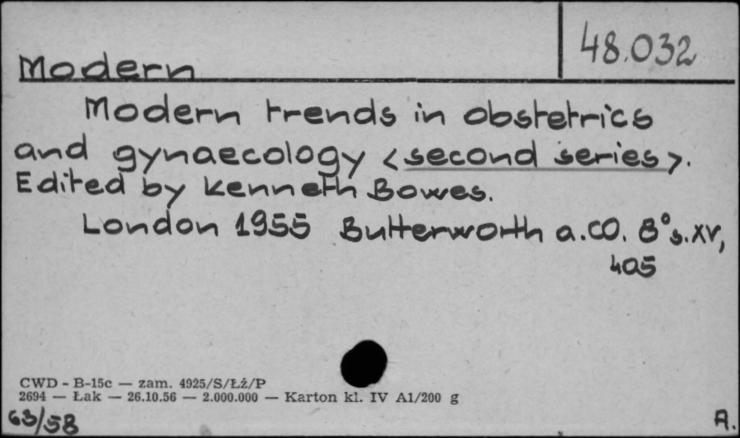 48.032
Modern
Modern trends in obstetrics
and gynaecology <second series>.
Edited by Kenneth Bowes.
London 1955 Butterworth a. CO. 8° s. XV,
405
CWD - B-15c — zam. 4925/S/Łż/P
2694 — Łak — 26.10.56 — 2.000.000 — Karton kl. IV A1/200 g
63/58
A.